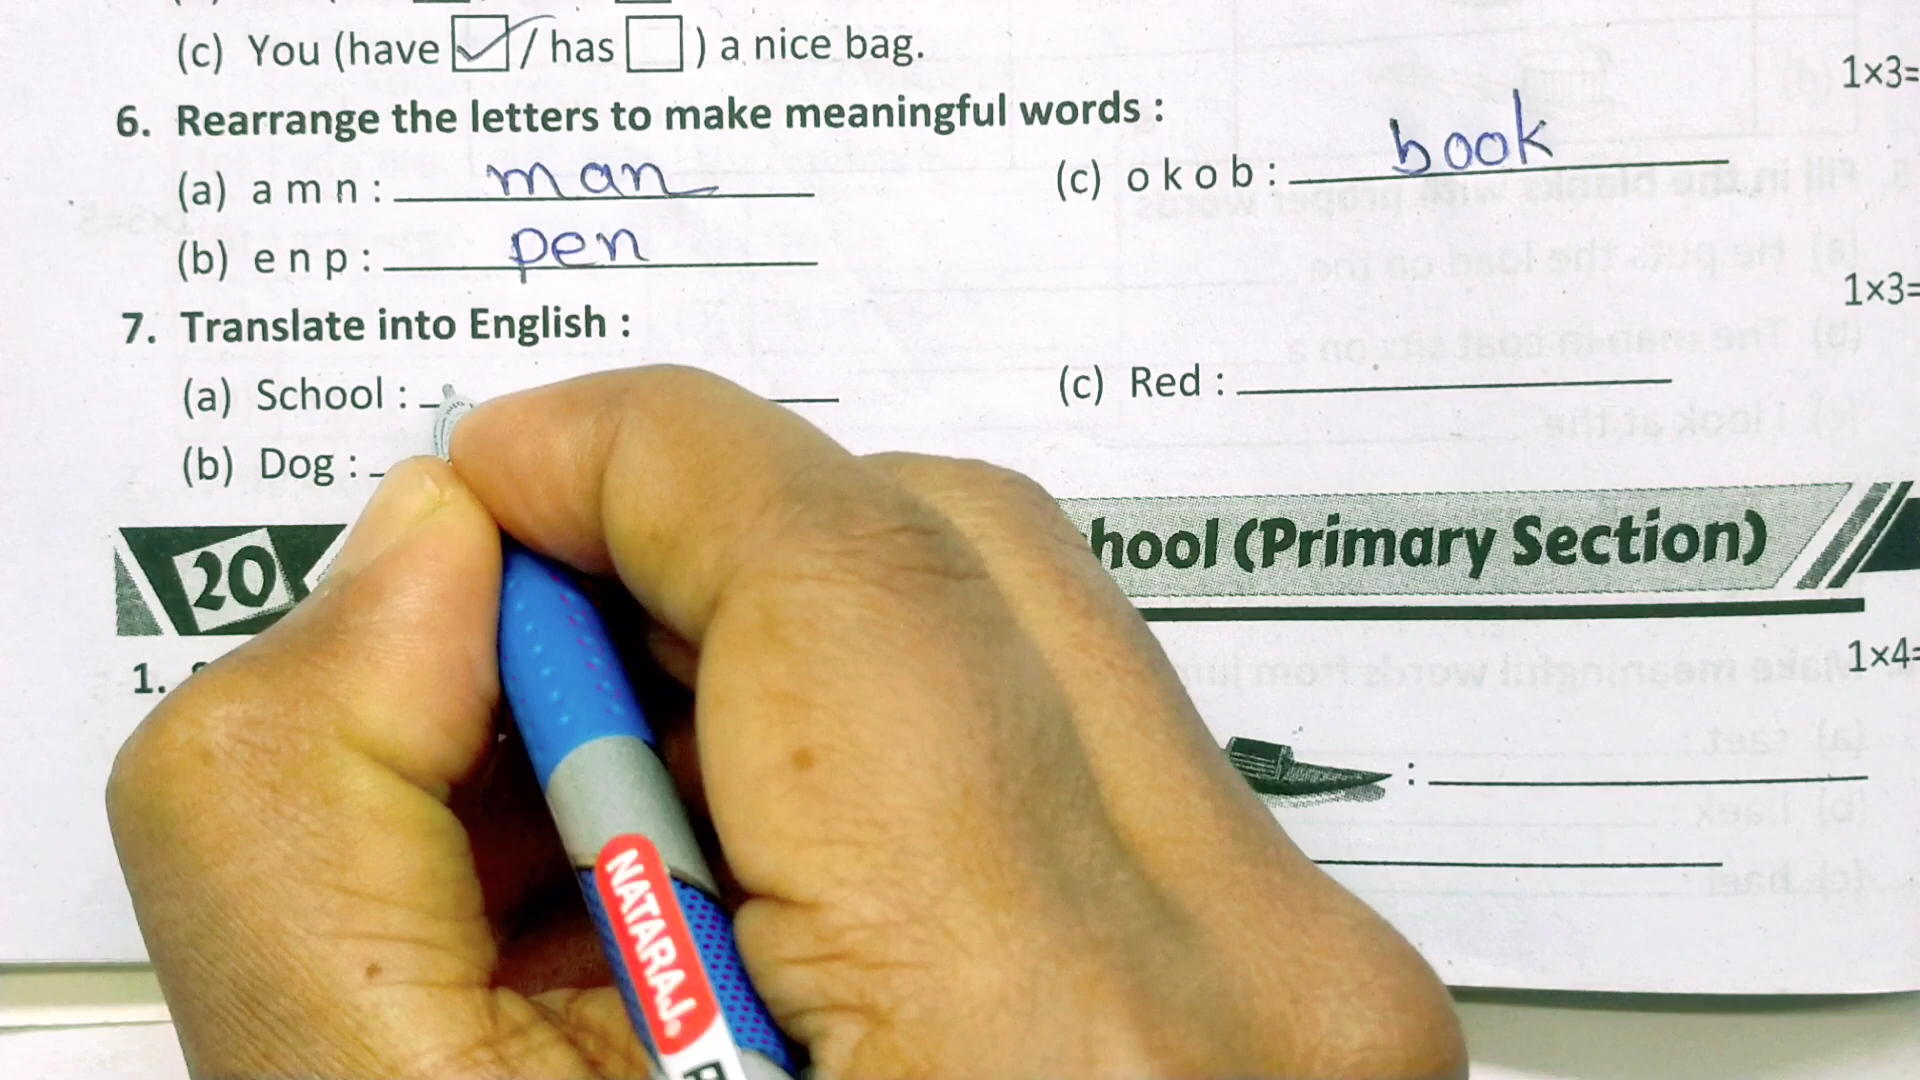 (c) You (have / has ) a nice bag.
1×3=
6. Rearrange the letters to make meaningful words :
(a) a m n : man
(c) o k o b : book
(b) e n p : pen
1×3=
7. Translate into English :
(a) School :
(c) Red :
(b) Dog :
20
hool (Primary Section)
1.
1×4=
:
NATARAJ